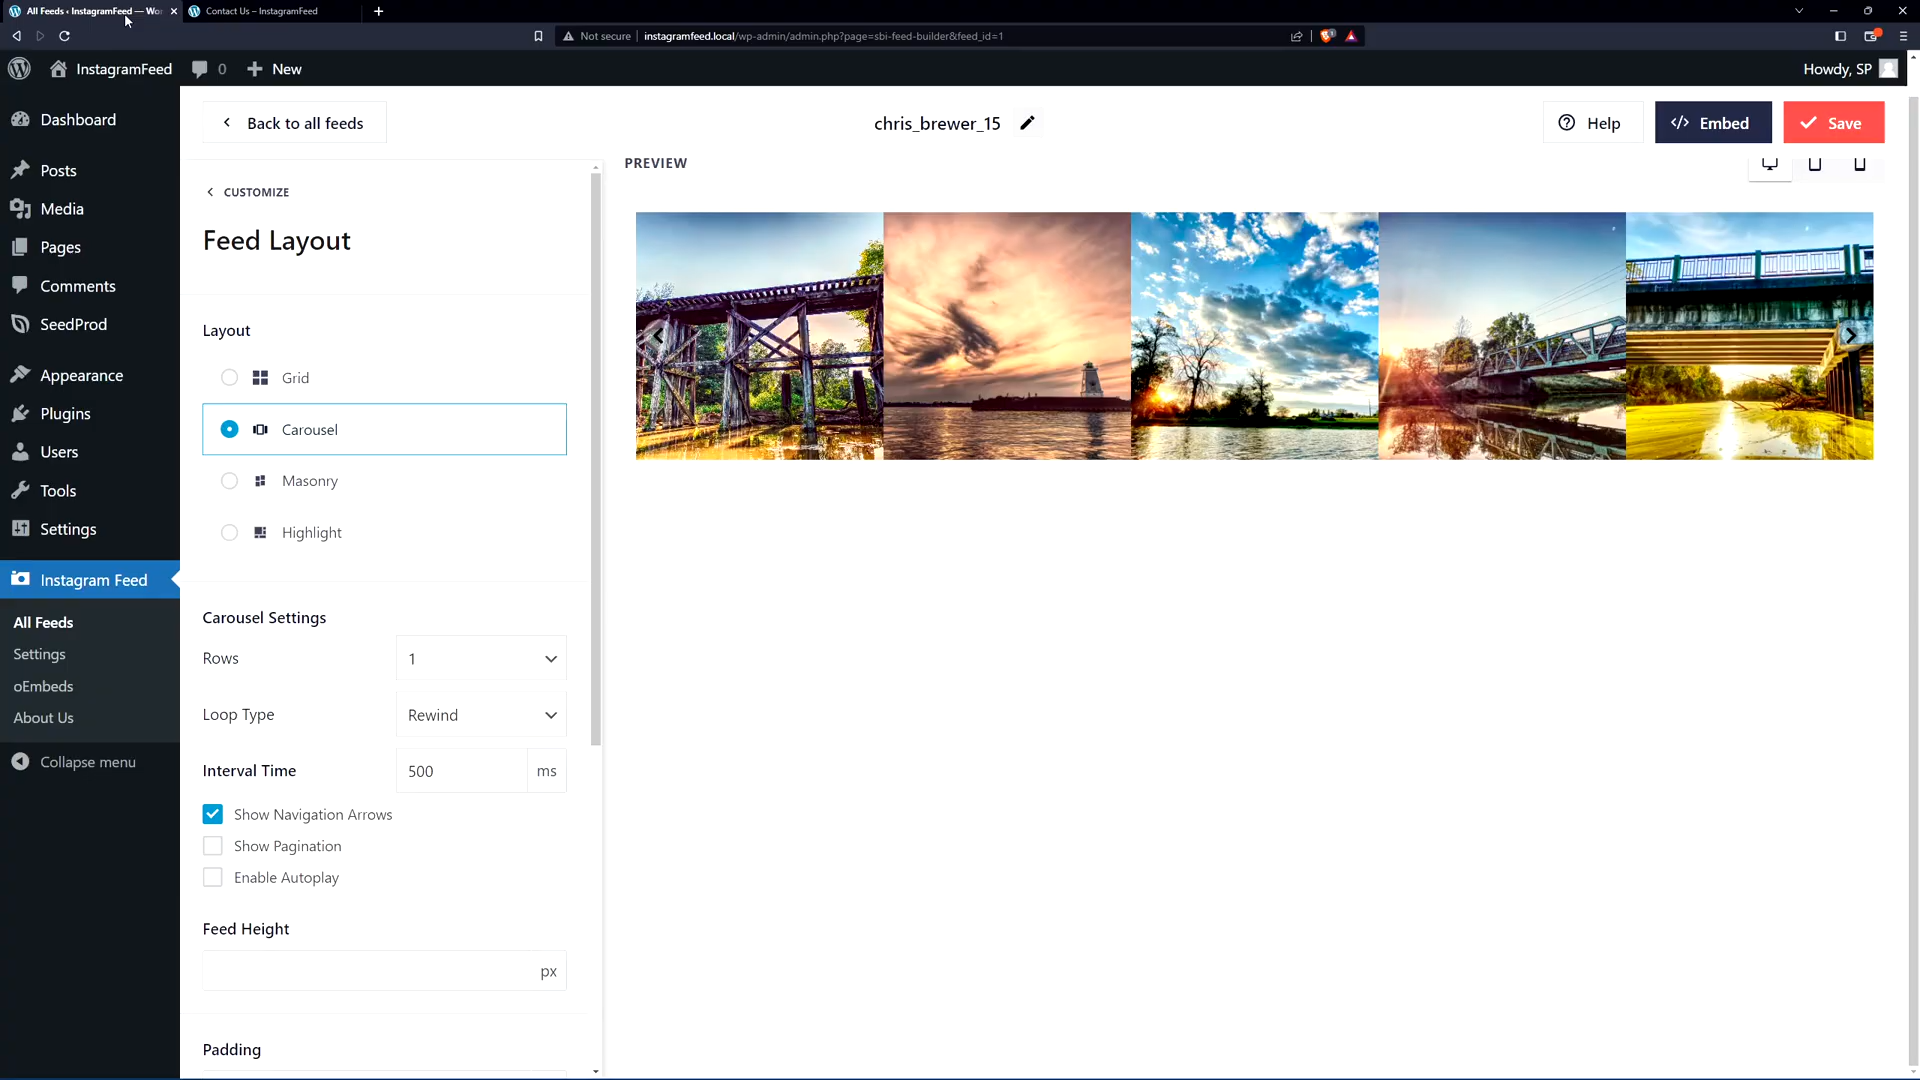 All Feeds ‹ InstagramFeed — Wor
Contact Us – InstagramFeed
Not secure
instagramfeed.local/wp-admin/admin.php?page=sbi-feed-builder&feed_id=1
InstagramFeed
0
New
Howdy, SP
Dashboard
Posts
Media
Pages
Comments
SeedProd
Appearance
Plugins
Users
Tools
Settings
Instagram Feed
All Feeds
Settings
oEmbeds
About Us
Collapse menu
Back to all feeds
chris_brewer_15
Help
Embed
Save
CUSTOMIZE
Feed Layout
Layout
Grid
Carousel
Masonry
Highlight
Carousel Settings
Rows
1
Loop Type
Rewind
Interval Time
500
ms
Show Navigation Arrows
Show Pagination
Enable Autoplay
Feed Height
px
Padding
PREVIEW